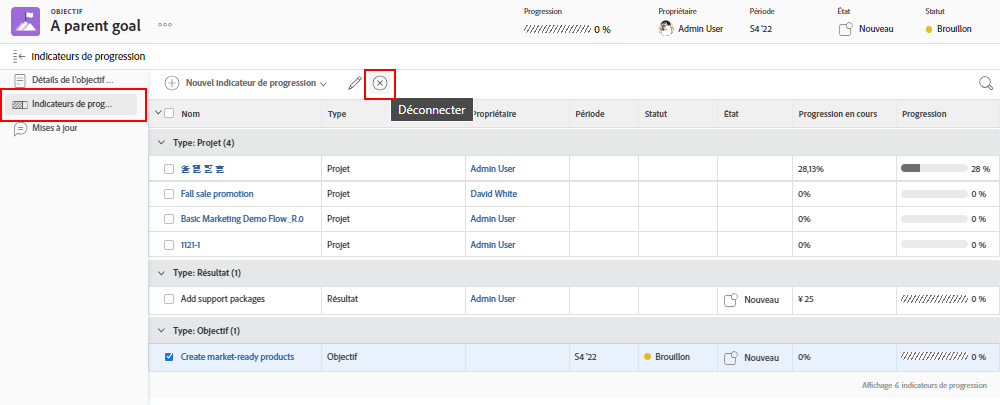 OBJECTIF
A parent goal
Progression
0 %
Propriétaire
Admin User
Période
S4 '22
État
Nouveau
Statut
Brouillon
Indicateurs de progression
Détails de l'objectif ...
Indicateurs de prog...
Mises à jour
Nouvel indicateur de progression
Déconnecter
Nom Type Propriétaire Période Statut État Progression en cours Progression
Type: Projet (4)
Projet Admin User 28,13% 28 %
Fall sale promotion Projet David White 0% 0 %
Basic Marketing Demo Flow_R.0 Projet Admin User 0% 0 %
1121-1 Projet Admin User 0% 0 %
Type: Résultat (1)
Add support packages Résultat Admin User Nouveau ¥ 25 0 %
Type: Objectif (1)
Create market-ready products Objectif S4 '22 Brouillon Nouveau 0% 0 %
Affichage 6 indicateurs de progression